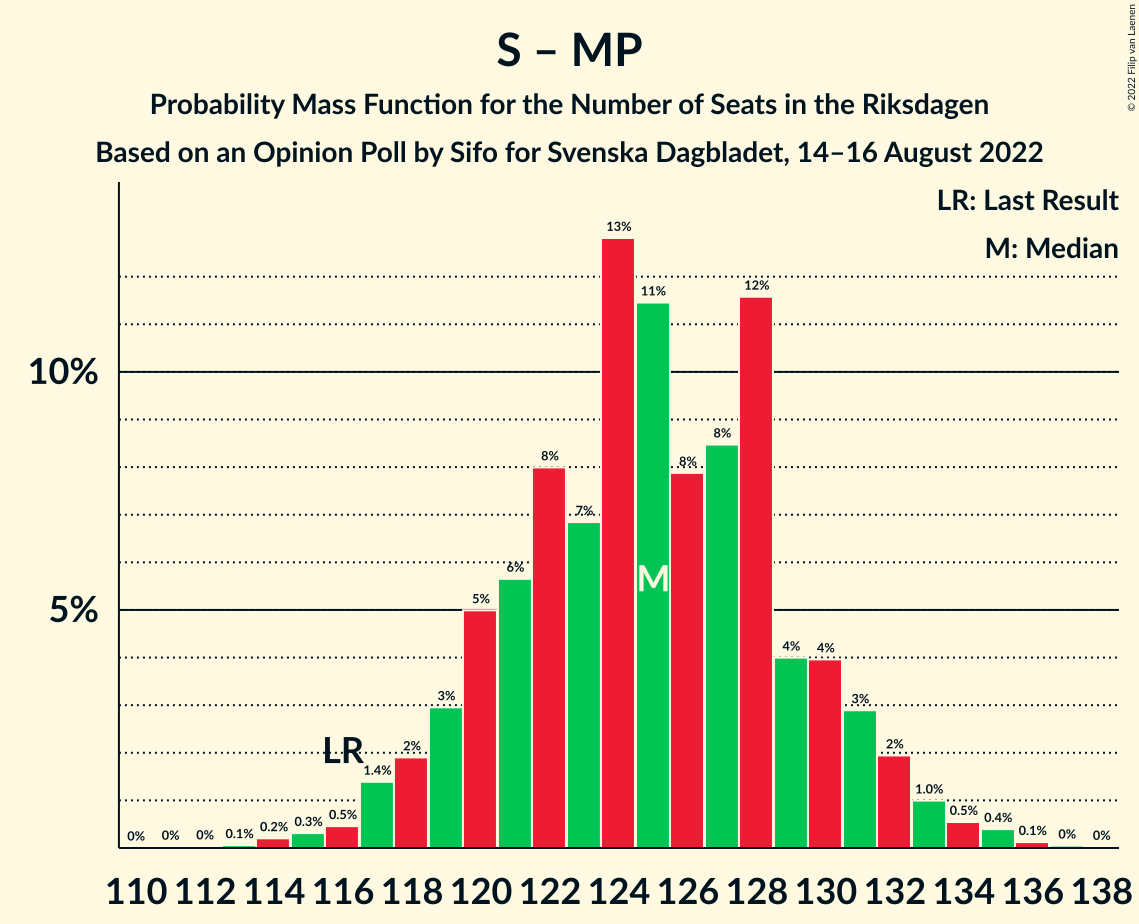 S – MP
Probability Mass Function for the Number of Seats in the Riksdagen
Based on an Opinion Poll by Sifo for Svenska Dagbladet, 14–16 August 2022
© 2022 Filip van Laenen
LR: Last Result
M: Median
10%
5%
0% 0% 0% 0.1% 0.2% 0.3% 0.5% 1.4% 2% 3% 5% 6% 8% 7% 13% 11% 8% 8% 12% 4% 4% 3% 2% 1.0% 0.5% 0.4% 0.1% 0% 0%
LR
M
110 112 114 116 118 120 122 124 126 128 130 132 134 136 138